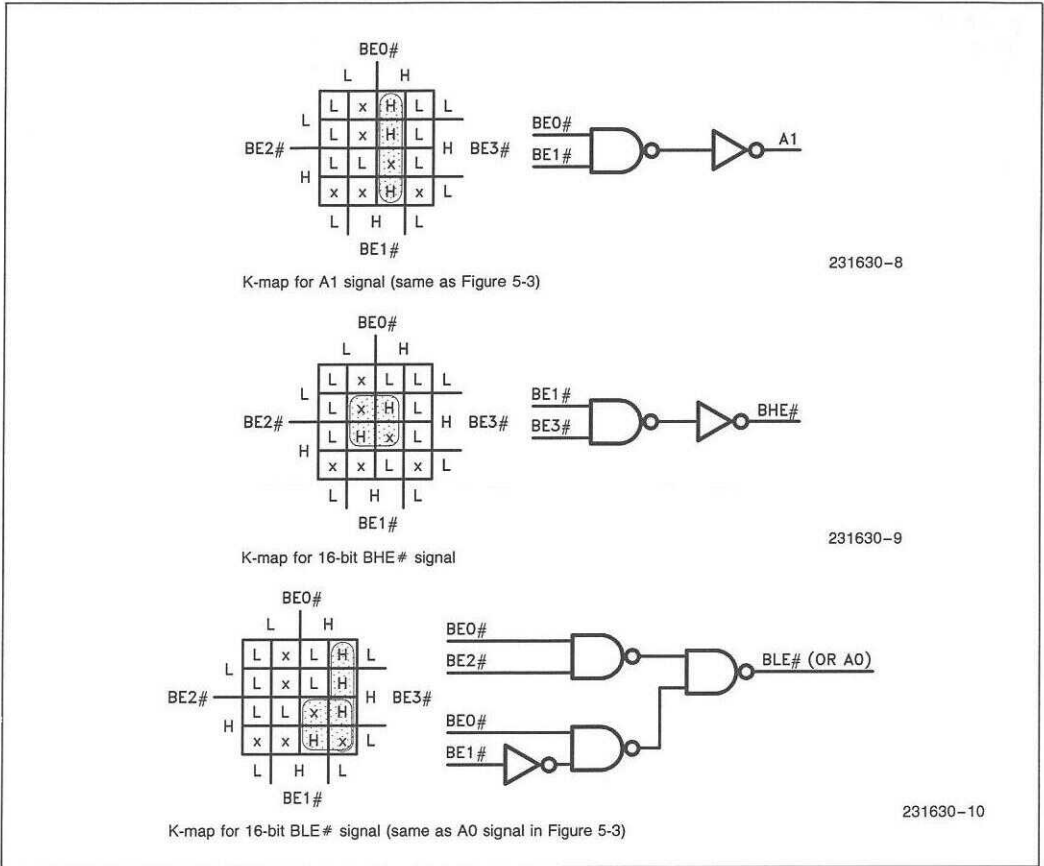 BE0#
L H
L x H L L
L
L x H L
BE2# H BE3#
L L x L
H
x x H x L
L H L
BE1#
BE0#
BE1#
A1
231630-8
K-map for A1 signal (same as Figure 5-3)
BE0#
L H
L x L L L
L
L x H L
BE2# H BE3#
L H x L
H
x x L x L
L H L
BE1#
BE1#
BE3#
BHE#
231630-9
K-map for 16-bit BHE# signal
BE0#
L H
L x L H L
L
L x L H
BE2# H BE3#
L L x H
H
x x H x L
L H L
BE1#
BE0#
BE2#
BE0#
BE1#
BLE# (OR A0)
231630-10
K-map for 16-bit BLE# signal (same as A0 signal in Figure 5-3)